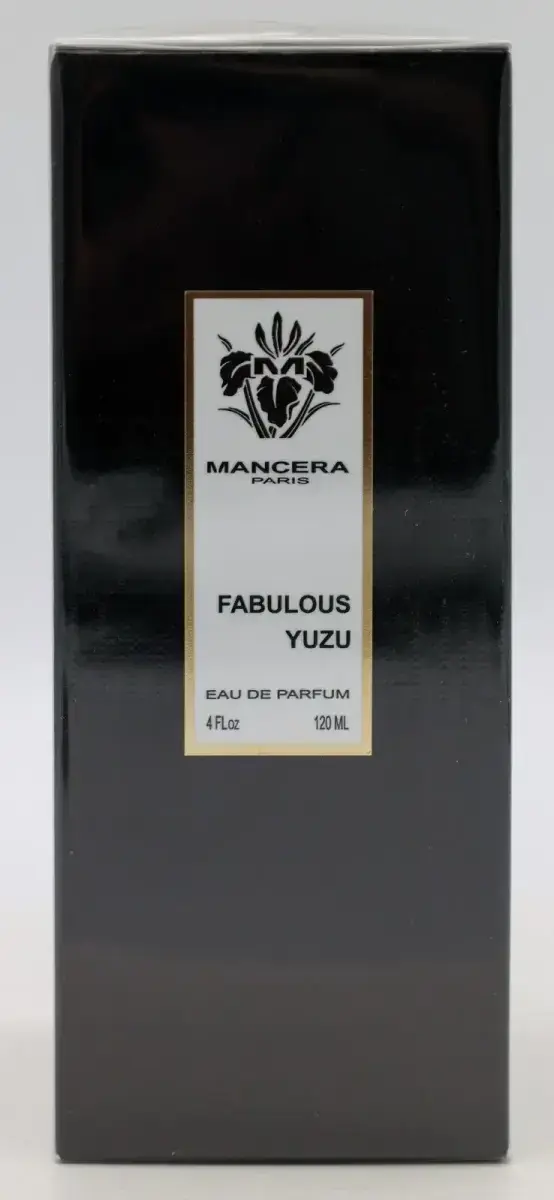 M
MANCERA
PARIS
FABULOUS
YUZU
EAU DE PARFUM
4 FLoz 120 ML